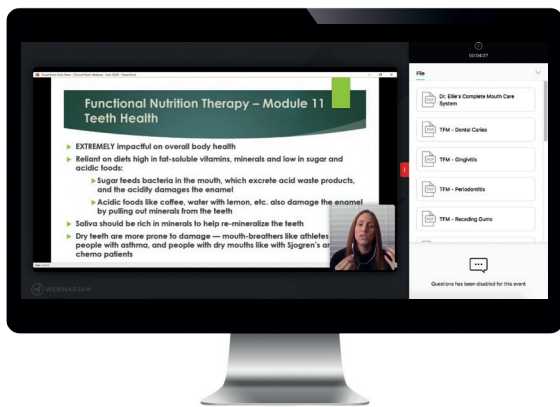 00:04:27
File
PDF Dr. Ellie's Complete Mouth Care
System
PDF TFM - Dental Caries
PDF TFM - Gingivitis
PDF TFM - Periodontitis
PDF TFM - Receding Gums
Questions has been disabled for this event
Functional Nutrition Therapy – Module 11
Teeth Health
EXTREMELY impactful on overall body health
Reliant on diets high in fat-soluble vitamins, minerals and low in sugar and
acidic foods:
Sugar feeds bacteria in the mouth, which excrete acid waste products,
and the acidity damages the enamel
Acidic foods like coffee, water with lemon, etc. also damage the enamel
by pulling out minerals from the teeth
Saliva should be rich in minerals to help re-mineralize the teeth
Dry teeth are more prone to damage — mouth-breathers like athletes
people with asthma, and people with dry mouths like with Sjogren's
chemo patients
WEBINARJAM